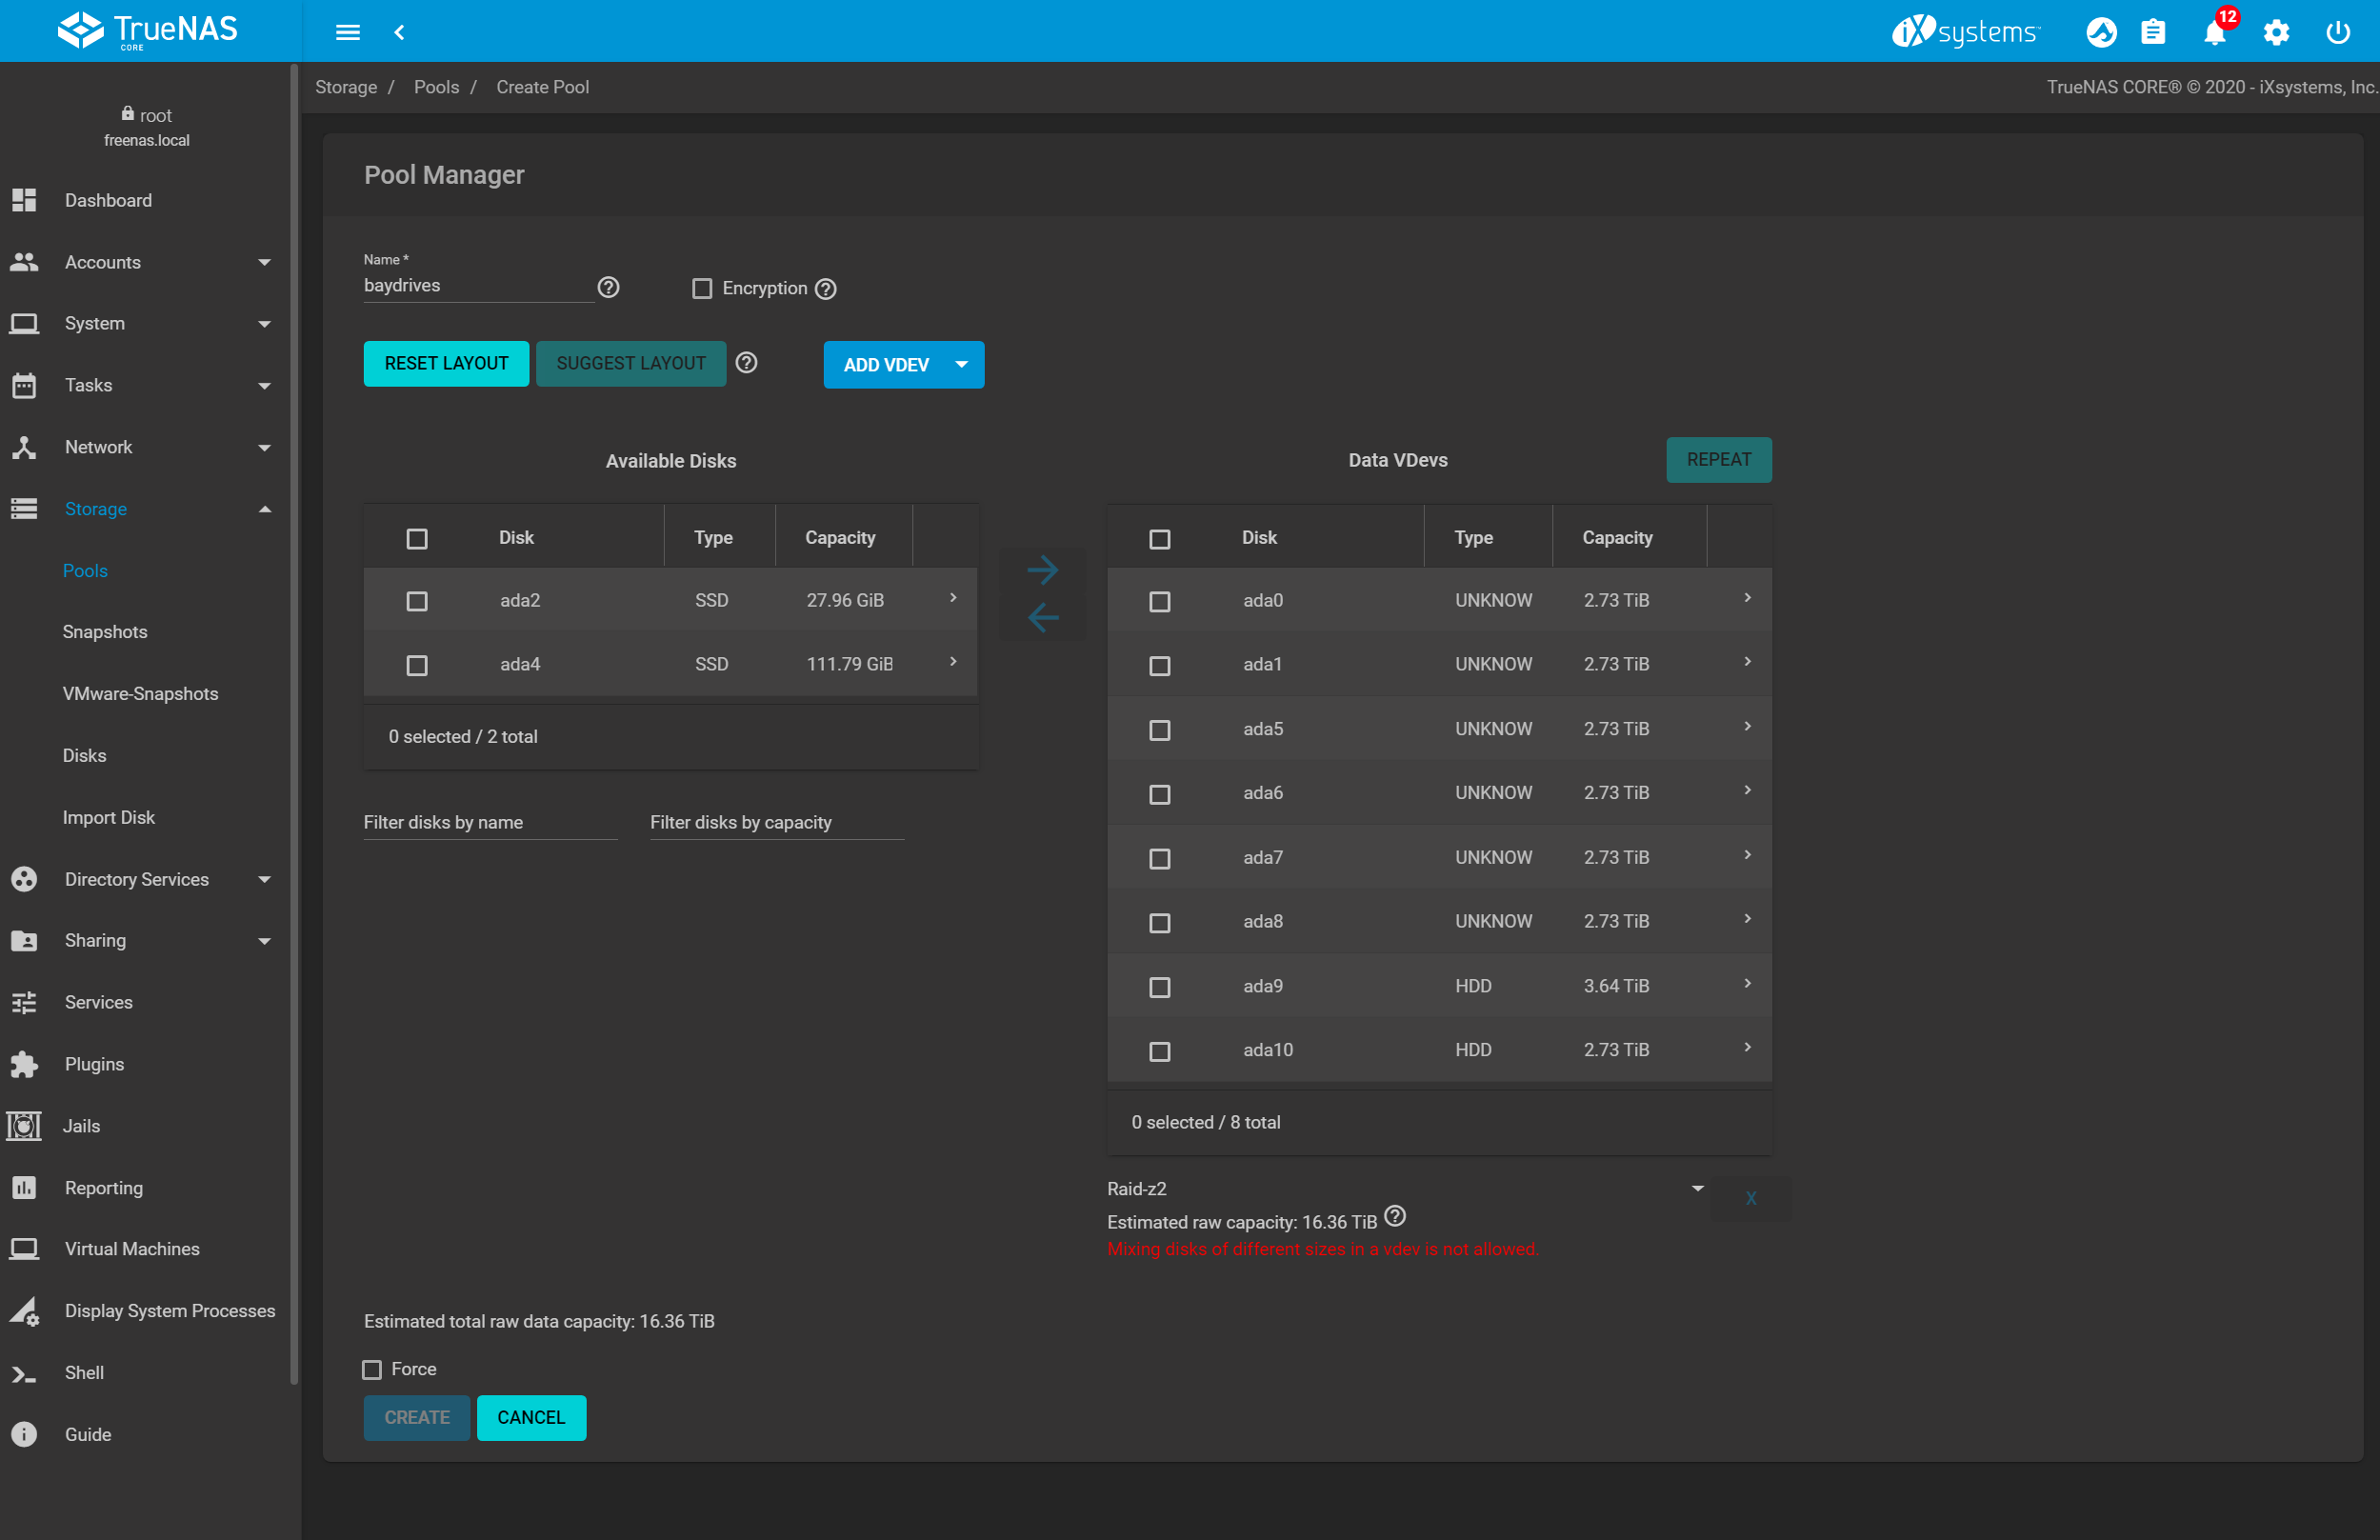 TrueNAS
CORE
iXsystems™
12
Storage / Pools / Create Pool
TrueNAS CORE® © 2020 - iXsystems, Inc.
root
freenas.local
Dashboard
Accounts
System
Tasks
Network
Storage
Pools
Snapshots
VMware-Snapshots
Disks
Import Disk
Directory Services
Sharing
Services
Plugins
Jails
Reporting
Virtual Machines
Display System Processes
Shell
Guide
Pool Manager
Name *
baydrives
Encryption
RESET LAYOUT SUGGEST LAYOUT ADD VDEV
Available Disks
Disk Type Capacity
ada2 SSD 27.96 GiB
ada4 SSD 111.79 GiB
0 selected / 2 total
Filter disks by name Filter disks by capacity
Data VDevs REPEAT
Disk Type Capacity
ada0 UNKNOW 2.73 TiB
ada1 UNKNOW 2.73 TiB
ada5 UNKNOW 2.73 TiB
ada6 UNKNOW 2.73 TiB
ada7 UNKNOW 2.73 TiB
ada8 UNKNOW 2.73 TiB
ada9 HDD 3.64 TiB
ada10 HDD 2.73 TiB
0 selected / 8 total
Raid-z2 X
Estimated raw capacity: 16.36 TiB
Mixing disks of different sizes in a vdev is not allowed.
Estimated total raw data capacity: 16.36 TiB
Force
CREATE CANCEL